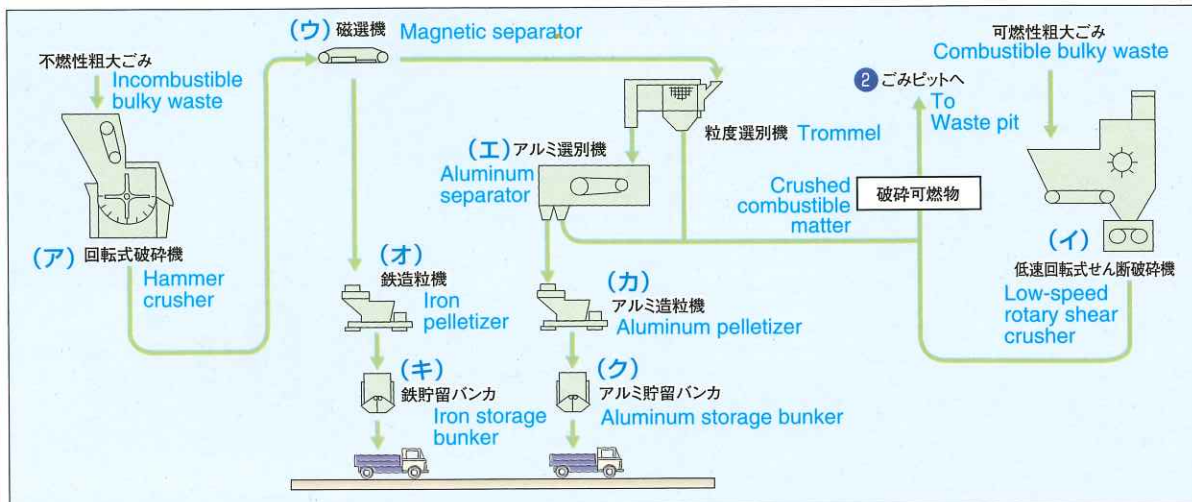 (ウ) 磁選機 Magnetic separator
不燃性粗大ごみ
Incombustible
bulky waste
可燃性粗大ごみ
Combustible bulky waste
2 ごみピットへ
To
Waste pit
粒度選別機 Trommel
(エ) アルミ選別機
Aluminum
separator
Crushed
combustible
matter
破砕可燃物
(ア) 回転式破砕機
Hammer
crusher
(イ)
低速回転式せん断破砕機
Low-speed
rotary shear
crusher
(オ)
鉄造粒機
Iron
pelletizer
(カ)
アルミ造粒機
Aluminum pelletizer
(キ)
鉄貯留バンカ
Iron storage
bunker
(ク)
アルミ貯留バンカ
Aluminum storage bunker